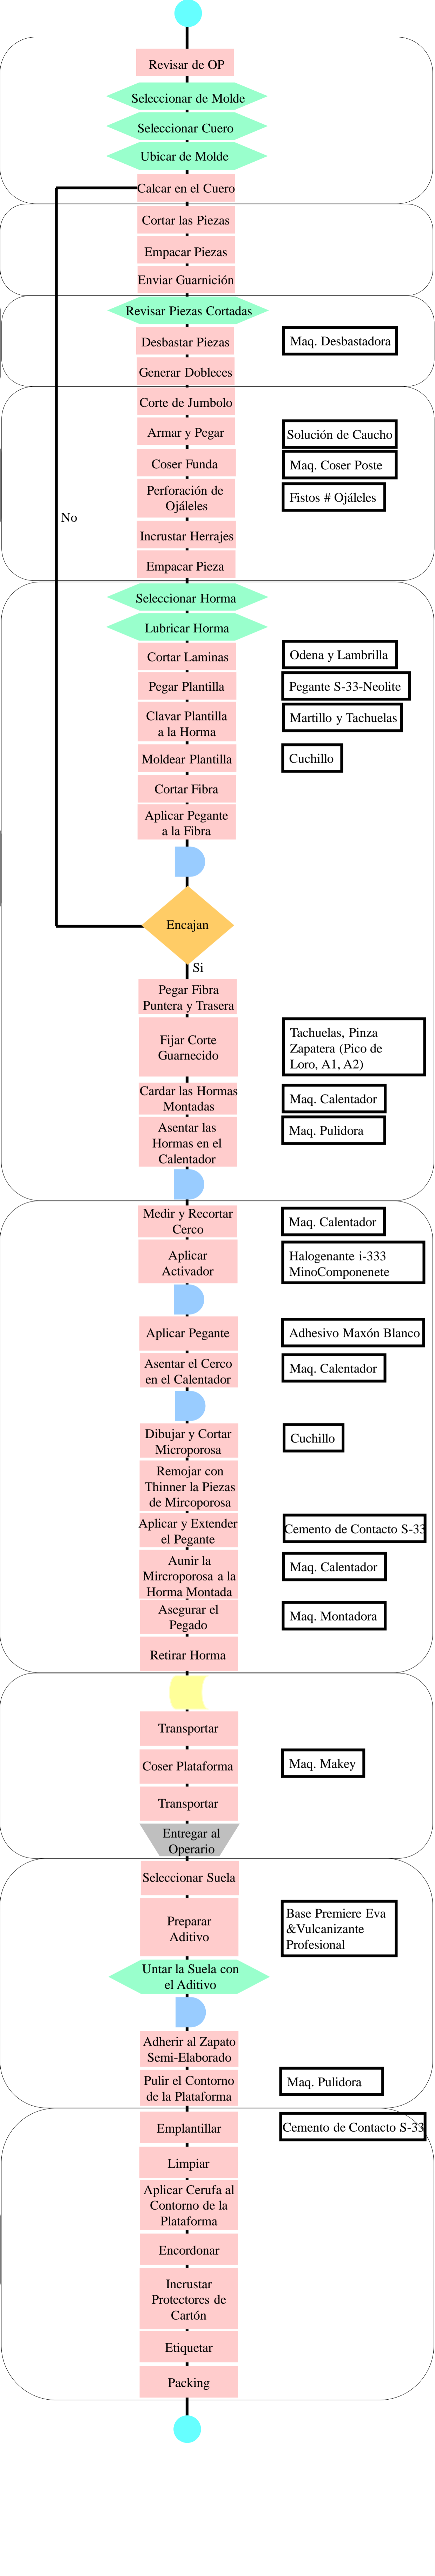 Revisar de OP
Seleccionar de Molde
Seleccionar Cuero
Ubicar de Molde
Calcar en el Cuero
Cortar las Piezas
Empacar Piezas
Enviar Guarnición
Revisar Piezas Cortadas
Desbastar Piezas
Maq. Desbastadora
Generar Dobleces
Corte de Jumbolo
Armar y Pegar
Solución de Caucho
Coser Funda
Maq. Coser Poste
Perforación de
Ojáleles
Fistos # Ojáleles
No
Incrustar Herrajes
Empacar Pieza
Seleccionar Horma
Lubricar Horma
Cortar Laminas
Odena y Lambrilla
Pegar Plantilla
Pegante S-33-Neolite
Clavar Plantilla
a la Horma
Martillo y Tachuelas
Moldear Plantilla
Cuchillo
Cortar Fibra
Aplicar Pegante
a la Fibra
Encajan
Si
Pegar Fibra
Puntera y Trasera
Fijar Corte
Guarnecido
Tachuelas, Pinza
Zapatera (Pico de
Loro, A1, A2)
Cardar las Hormas
Montadas
Maq. Calentador
Asentar las
Hormas en el
Calentador
Maq. Pulidora
Medir y Recortar
Cerco
Maq. Calentador
Aplicar
Activador
Halogenante i-333
MinoComponenete
Aplicar Pegante
Adhesivo Maxón Blanco
Asentar el Cerco
en el Calentador
Maq. Calentador
Dibujar y Cortar
Microporosa
Cuchillo
Remojar con
Thinner la Piezas
de Mircoporosa
Aplicar y Extender
el Pegante
Cemento de Contacto S-33
Aunir la
Mircroporosa a la
Horma Montada
Maq. Calentador
Asegurar el
Pegado
Maq. Montadora
Retirar Horma
Transportar
Coser Plataforma
Maq. Makey
Transportar
Entregar al
Operario
Seleccionar Suela
Preparar
Aditivo
Base Premiere Eva
&Vulcanizante
Profesional
Untar la Suela con
el Aditivo
Adherir al Zapato
Semi-Elaborado
Pulir el Contorno
de la Plataforma
Maq. Pulidora
Emplantillar
Cemento de Contacto S-33
Limpiar
Aplicar Cerufa al
Contorno de la
Plataforma
Encordonar
Incrustar
Protectores de
Cartón
Etiquetar
Packing